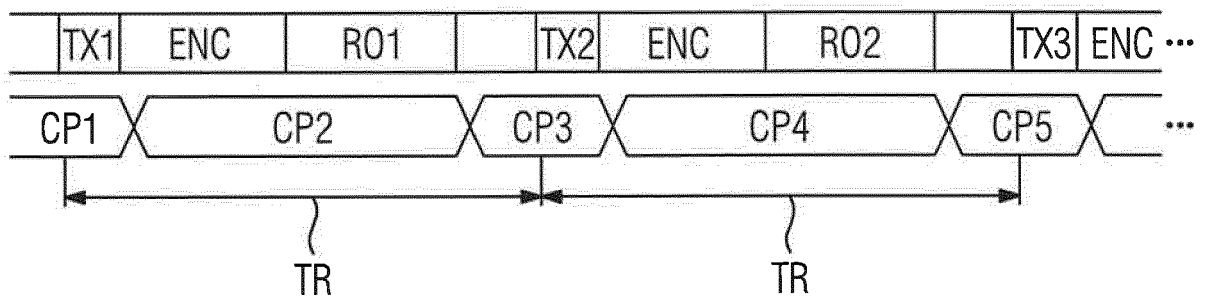 TX1 ENC RO1 TX2 ENC RO2 TX3 ENC ...
CP1 CP2 CP3 CP4 CP5 ...
TR TR